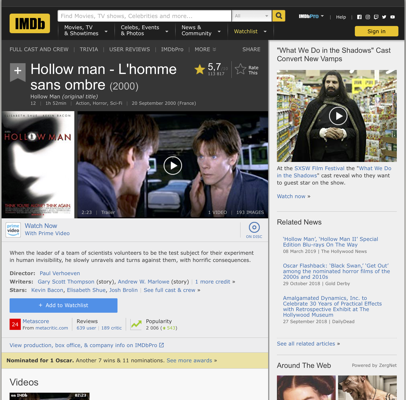 IMDb
Find Movies, TV shows, Celebrities and more...
All
IMDbPro
Help
Movies, TV & Showtimes
Celebs, Events & Photos
News & Community
Watchlist
Sign in
FULL CAST AND CREW | TRIVIA | USER REVIEWS | IMDbPro | MORE
SHARE
Hollow man - L'homme sans ombre (2000)
Hollow Man (original title)
12 | 1h 52min | Action, Horror, Sci-Fi | 20 September 2000 (France)
5,7/10
Rate This
HOLLOW MAN
2:23 | Trailer
1 VIDEO | 193 IMAGES
prime video
Watch Now
With Prime Video
ON DISC
When the leader of a team of scientists volunteers to be the test subject for their experiment in human invisibility, he slowly unravels and turns against them, with horrific consequences.
Director: Paul Verhoeven
Writers: Gary Scott Thompson (story), Andrew W. Marlowe (story) | 1 more credit »
Stars: Kevin Bacon, Elisabeth Shue, Josh Brolin | See full cast & crew »
+ Add to Watchlist
24
Metascore
From metacritic.com
Reviews
639 user | 189 critic
Popularity
View production, box office, & company info on IMDbPro
Nominated for 1 Oscar. Another 7 wins & 11 nominations. See more awards »
Videos
"What We Do in the Shadows" Cast Convert New Vamps
At the SXSW Film Festival the "What We Do in the Shadows" cast reveal who they want to guest star on the show.
Watch now »
Related News
'Hollow Man', 'Hollow Man II' Special Edition Blu-rays On The Way
08 March 2019 | The Hollywood News
Oscar Flashback: 'Black Swan,' 'Get Out' among the nominated horror films of the 2000s and 2010s
29 October 2018 | Gold Derby
Amalgamated Dynamics, Inc. to Celebrate 30 Years of Practical Effects with Retrospective Exhibit at The Hollywood Museum
27 September 2018 | DailyDead
See all related articles »
Around The Web
Powered by ZergNet